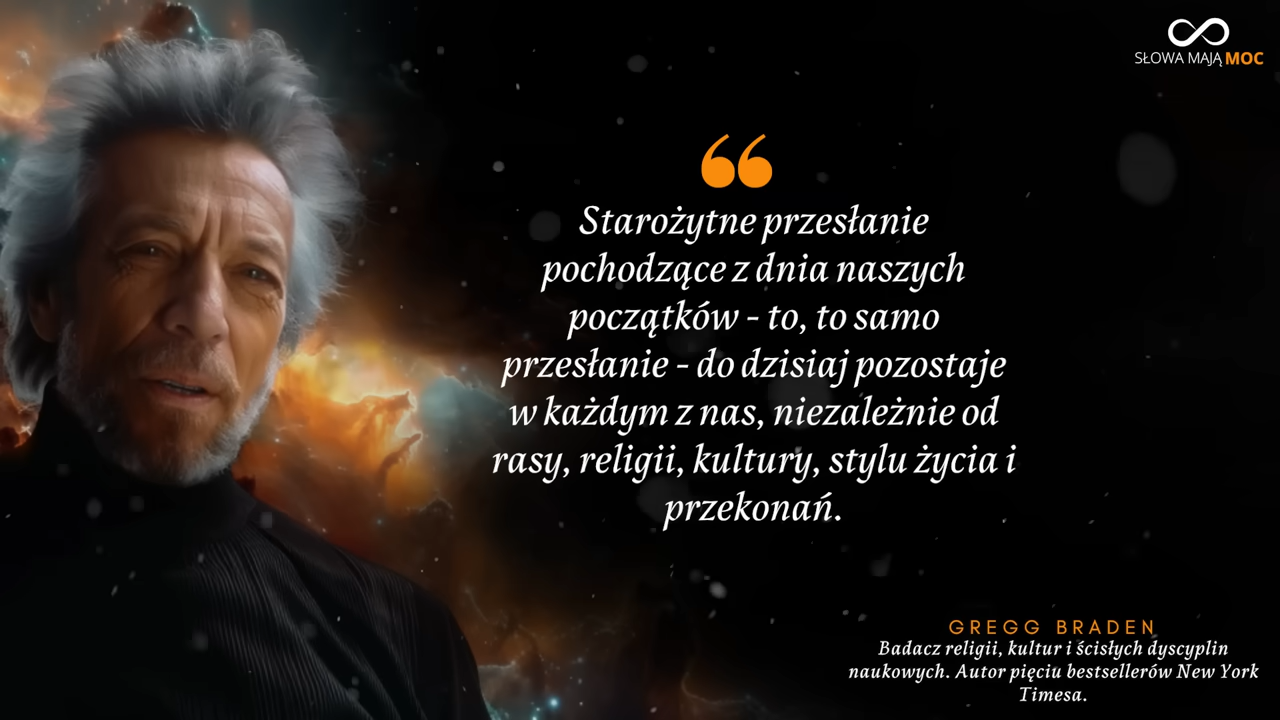 SŁOWA MAJĄ MOC
Starożytne przesłanie
pochodzące z dnia naszych
początków - to, to samo
przesłanie - do dzisiaj pozostaje
w każdym z nas, niezależnie od
rasy, religii, kultury, stylu życia i
przekonań.
GREGG BRADEN
Badacz religii, kultur i ścisłych dyscyplin
naukowych. Autor pięciu bestsellerów New York
Timesa.